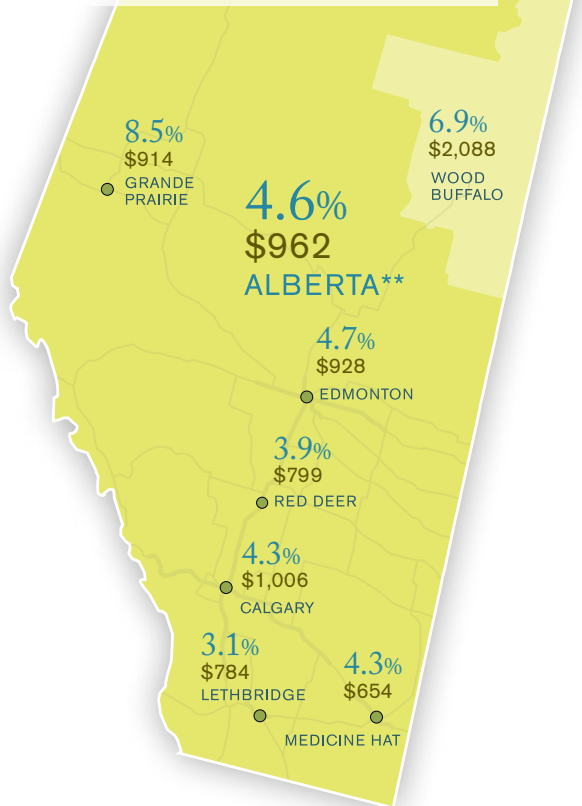 8.5%
$914
GRANDE
PRAIRIE
6.9%
$2,088
WOOD
BUFFALO
4.6%
$962
ALBERTA**
4.7%
$928
EDMONTON
3.9%
$799
RED DEER
4.3%
$1,006
CALGARY
3.1%
$784
LETHBRIDGE
4.3%
$654
MEDICINE HAT